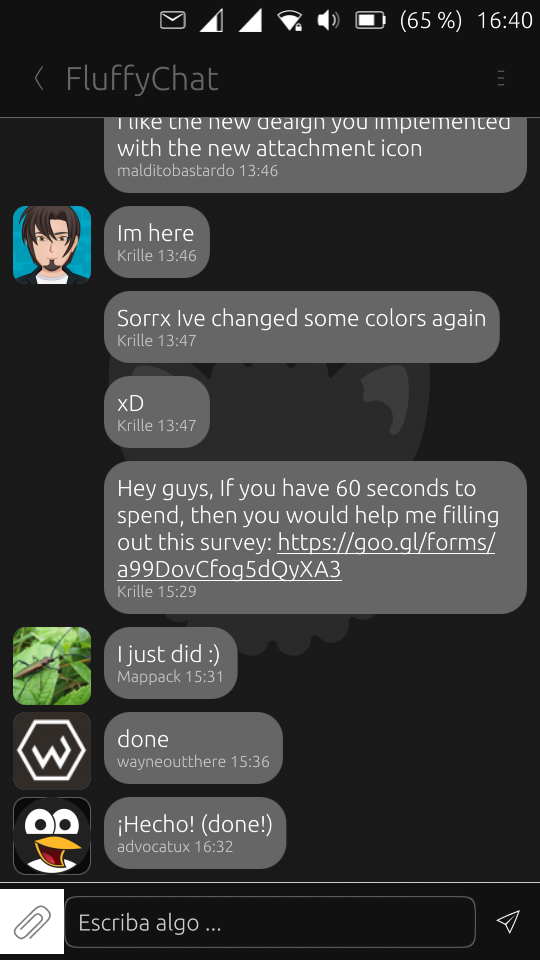 (65 %) 16:40
FluffyChat
I like the new deaign you implemented
with the new attachment icon
malditobastardo 13:46
Im here
Krille 13:46
Sorrx Ive changed some colors again
Krille 13:47
xD
Krille 13:47
Hey guys, If you have 60 seconds to
spend, then you would help me filling
out this survey: https://goo.gl/forms/
a99DovCfog5dQyXA3
Krille 15:29
I just did :)
Mappack 15:31
done
wayneoutthere 15:36
¡Hecho! (done!)
advocatux 16:32
Escriba algo ...